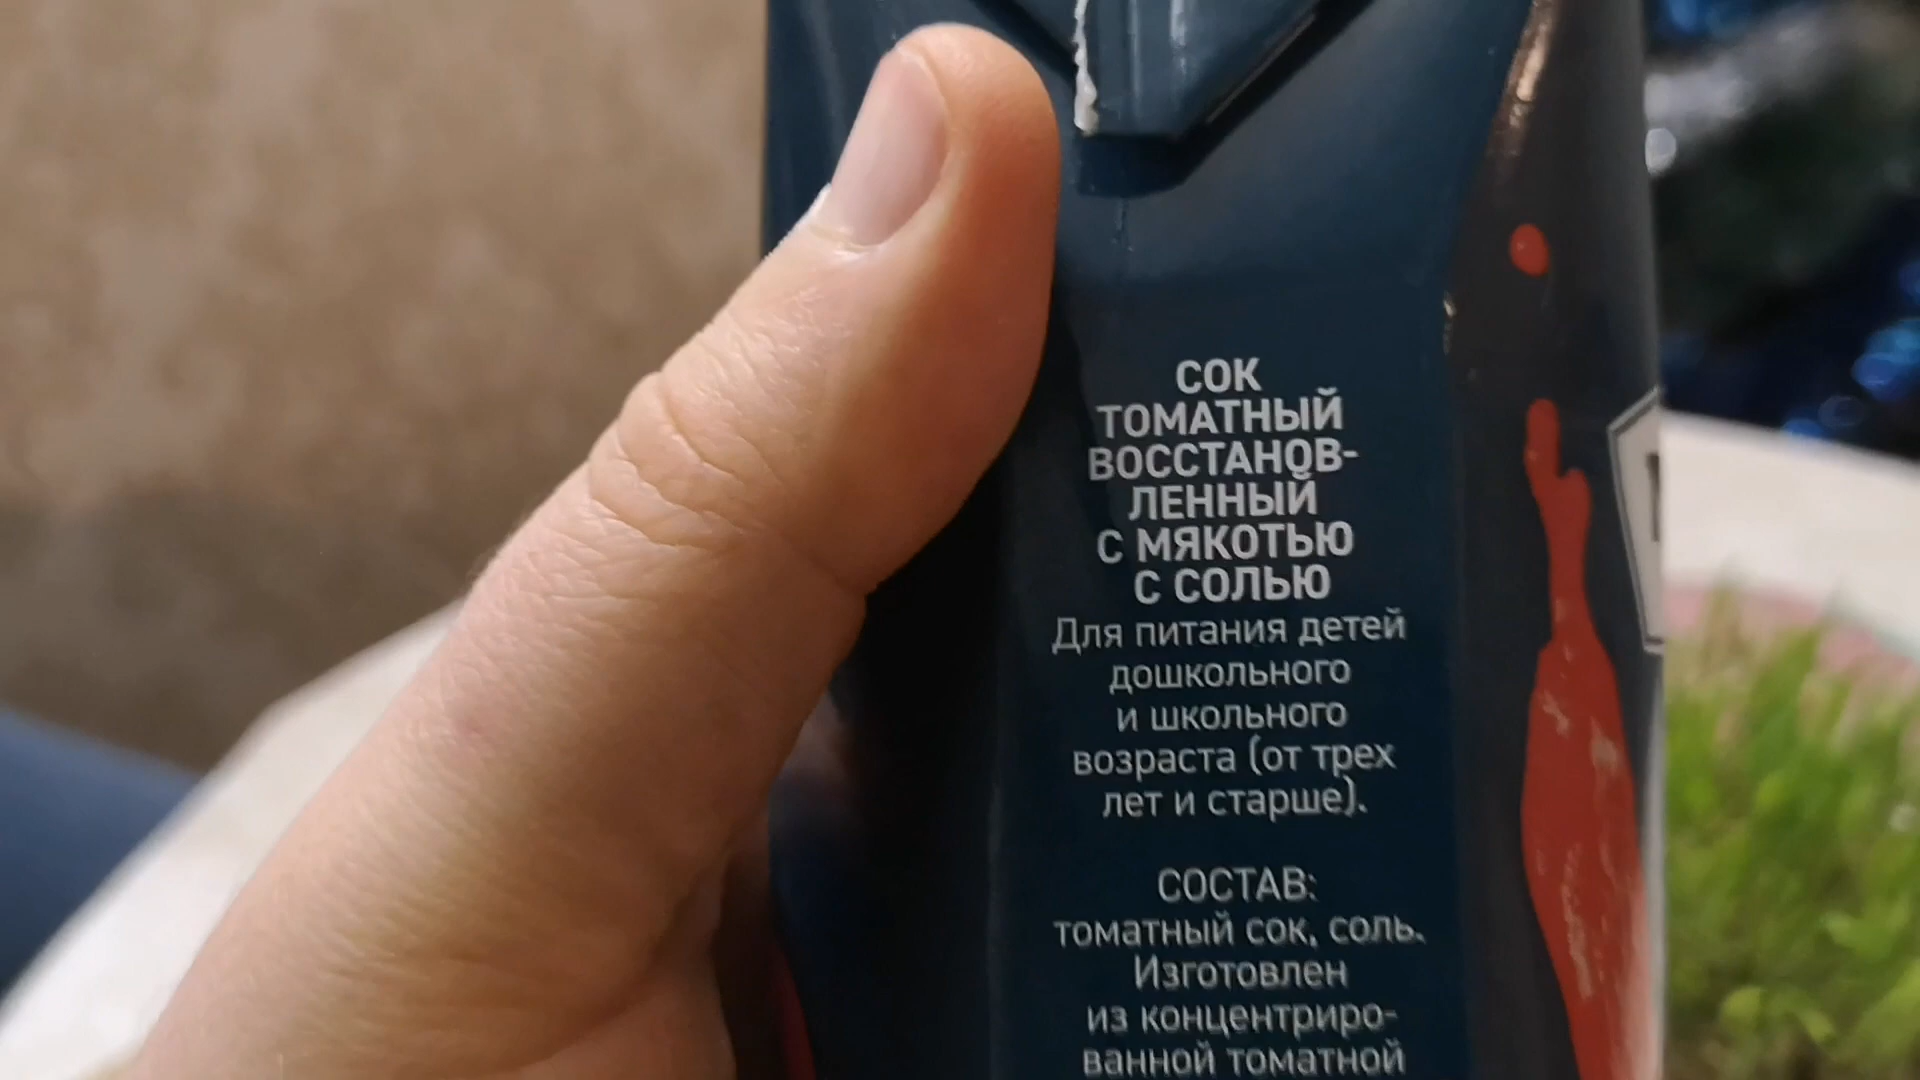 СОК
ТОМАТНЫЙ
ВОССТАНОВ-
ЛЕННЫЙ
С МЯКОТЬЮ
С СОЛЬЮ
Для питания детей
дошкольного
и школьного
возраста (от трех
лет и старше).
СОСТАВ:
томатный сок, соль.
Изготовлен
из концентриро-
ванной томатной